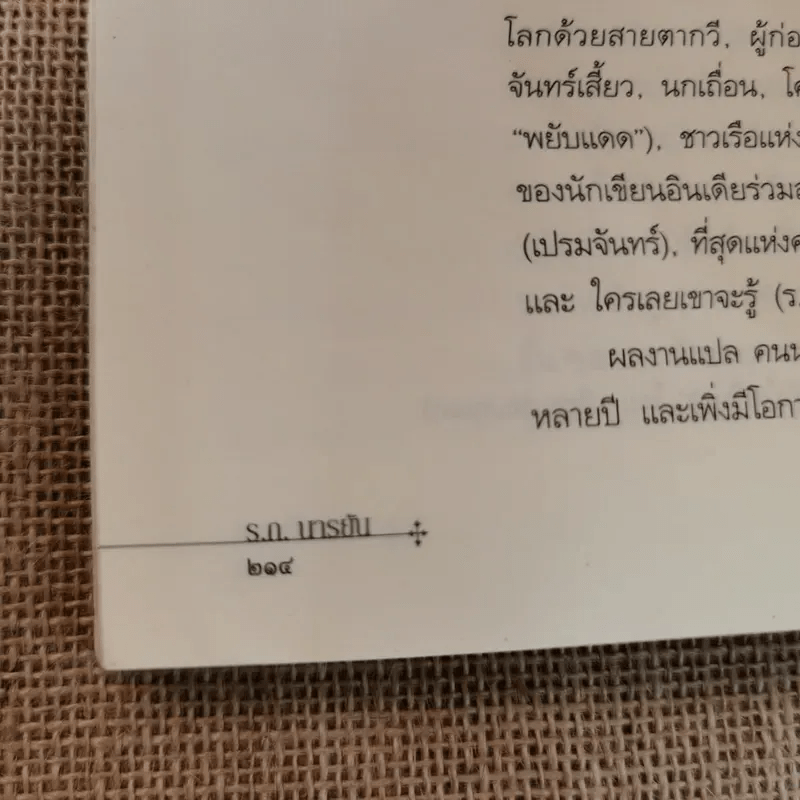 โลกด้วยสายตากวี, ผู้ก่อ
จันทร์เสี้ยว, นกเถื่อน, โค
“พยับแดด”), ชาวเรือแห่ง
ของนักเขียนอินเดียร่วมส
(เปรมจันทร์), ที่สุดแห่งค
และ ใครเลยเขาจะรู้ (ร.
ผลงานแปล คนน
หลายปี และเพิ่งมีโอกา
ร.ก. นารยัน
๒๑๔